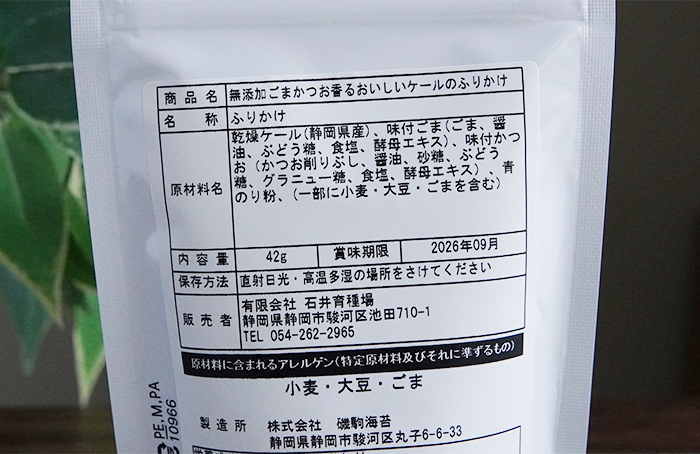 商品名 無添加ごまかつお香るおいしいケールのふりかけ
名称 ふりかけ
原材料名 乾燥ケール(静岡県産)、味付ごま(ごま、醤
油、ぶどう糖、食塩、酵母エキス)、味付かつ
お(かつお削りぶし、醤油、砂糖、ぶどう
糖、グラニュー糖、食塩、酵母エキス)、青
のり粉、(一部に小麦・大豆・ごまを含む)
内容量 42g 賞味期限 2026年09月
保存方法 直射日光・高温多湿の場所をさけてください
販売者 有限会社 石井育種場
静岡県静岡市駿河区池田710-1
TEL 054-262-2965
原材料に含まれるアレルゲン(特定原材料及びそれに準ずるもの)
小麦・大豆・ごま
製造所 株式会社 磯駒海苔
静岡県静岡市駿河区丸子6-6-33
PE,M,PA
10966